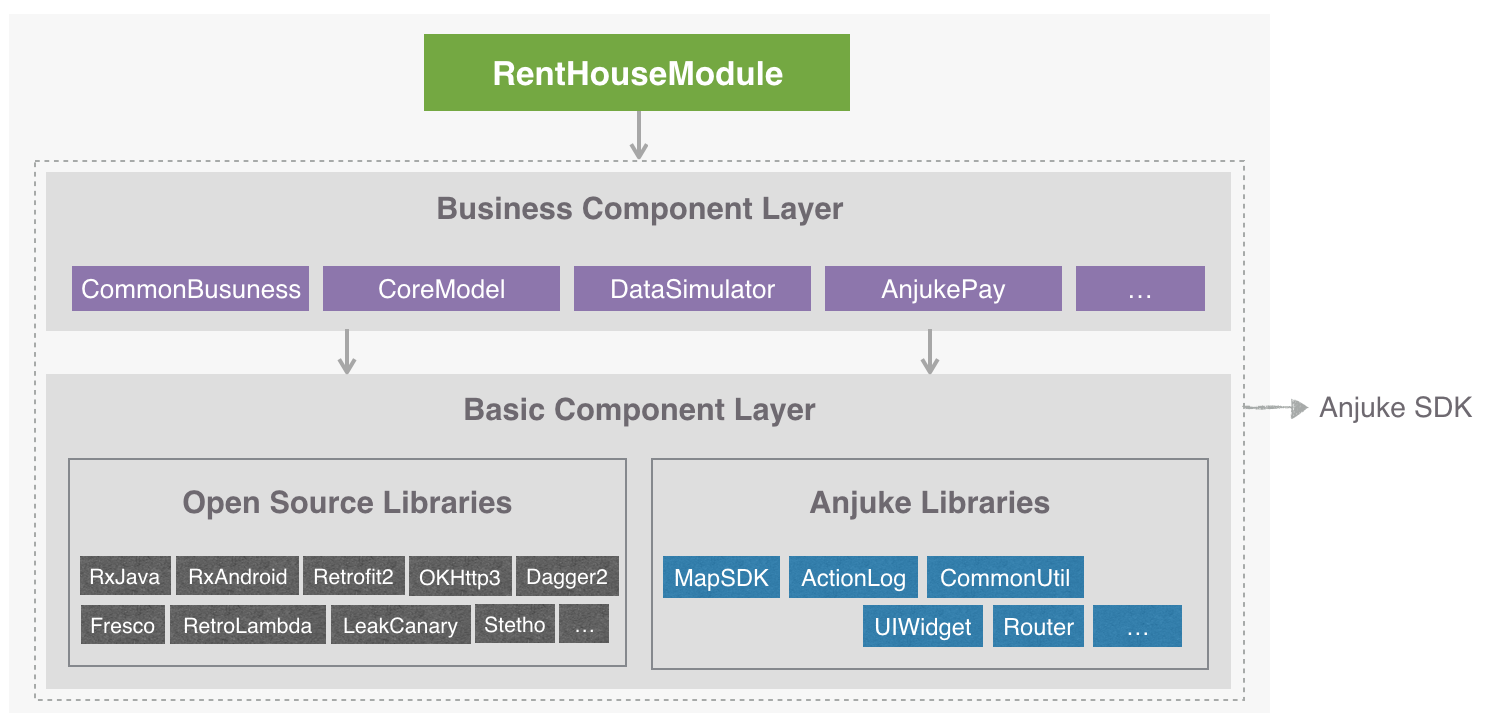 RentHouseModule
Business Component Layer
CommonBusuness CoreModel DataSimulator AnjukePay …
Basic Component Layer
Anjuke SDK
Open Source Libraries
RxJava RxAndroid Retrofit2 OKHttp3 Dagger2
Fresco RetroLambda LeakCanary Stetho …
Anjuke Libraries
MapSDK ActionLog CommonUtil
UIWidget Router …